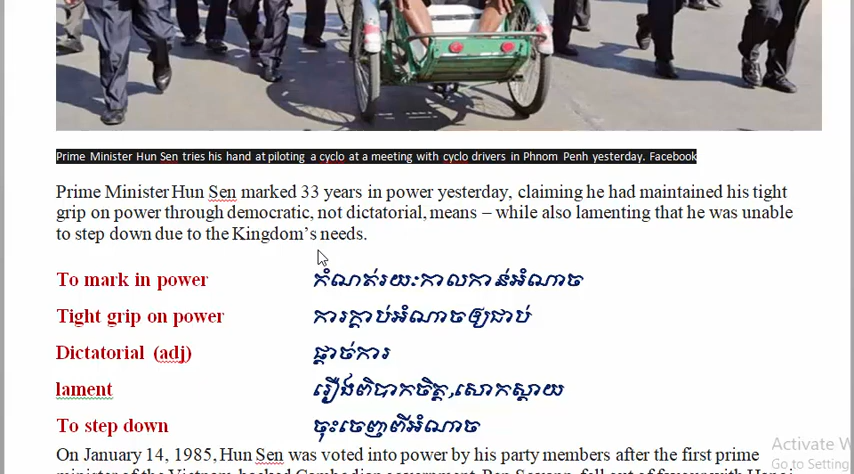 Prime Minister Hun Sen tries his hand at piloting a cyclo at a meeting with cyclo drivers in Phnom Penh yesterday. Facebook
Prime Minister Hun Sen marked 33 years in power yesterday, claiming he had maintained his tight
grip on power through democratic, not dictatorial, means – while also lamenting that he was unable
to step down due to the Kingdom's needs.
To mark in power កំណត់រយៈកាលកាន់អំណាច
Tight grip on power ការក្តាប់អំណាចឲ្យជាប់
Dictatorial (adj) ផ្តាច់ការ
lament រឿងពិបាកចិត្ត,សោកស្តាយ
To step down ចុះចេញពីអំណាច
On January 14, 1985, Hun Sen was voted into power by his party members after the first prime
Activate W
Go to Setting